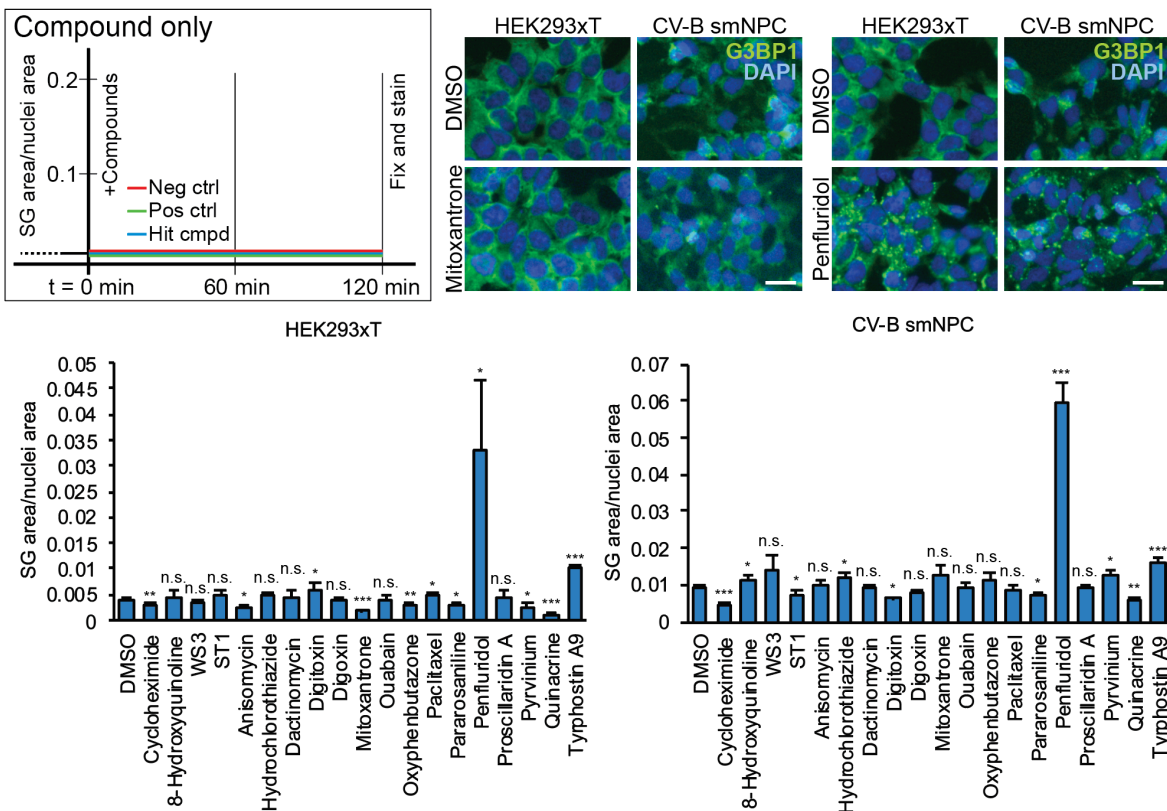 Compound only
SG area/nuclei area
0.2
0.1
+Compounds
Neg ctrl
Pos ctrl
Hit cmpd
Fix and stain
t = 0 min
60 min
120 min
HEK293xT
CV-B smNPC
HEK293xT
CV-B smNPC
DMSO
G3BP1
DAPI
DMSO
G3BP1
DAPI
Mitoxantrone
Penfluridol
HEK293xT
SG area/nuclei area
0.05
0.045
0.04
0.035
0.03
0.025
0.02
0.015
0.01
0.005
0
**
n.s.
n.s.
n.s.
*
n.s.
n.s.
*
n.s.
***
n.s.
**
*
*
*
n.s.
*
***
***
DMSO
Cycloheximide
8-Hydroxyquinoline
WS3
ST1
Anisomycin
Hydrochlorothiazide
Dactinomycin
Digitoxin
Digoxin
Mitoxantrone
Ouabain
Oxyphenbutazone
Paclitaxel
Pararosaniline
Penfluridol
Proscillaridin A
Pyrvinium
Quinacrine
Tyrphostin A9
CV-B smNPC
SG area/nuclei area
0.07
0.06
0.05
0.04
0.03
0.02
0.01
0
***
*
n.s.
*
n.s.
*
n.s.
*
n.s.
n.s.
n.s.
n.s.
n.s.
*
***
n.s.
*
**
***
DMSO
Cycloheximide
8-Hydroxyquinoline
WS3
ST1
Anisomycin
Hydrochlorothiazide
Dactinomycin
Digitoxin
Digoxin
Mitoxantrone
Ouabain
Oxyphenbutazone
Paclitaxel
Pararosaniline
Penfluridol
Proscillaridin A
Pyrvinium
Quinacrine
Tyrphostin A9